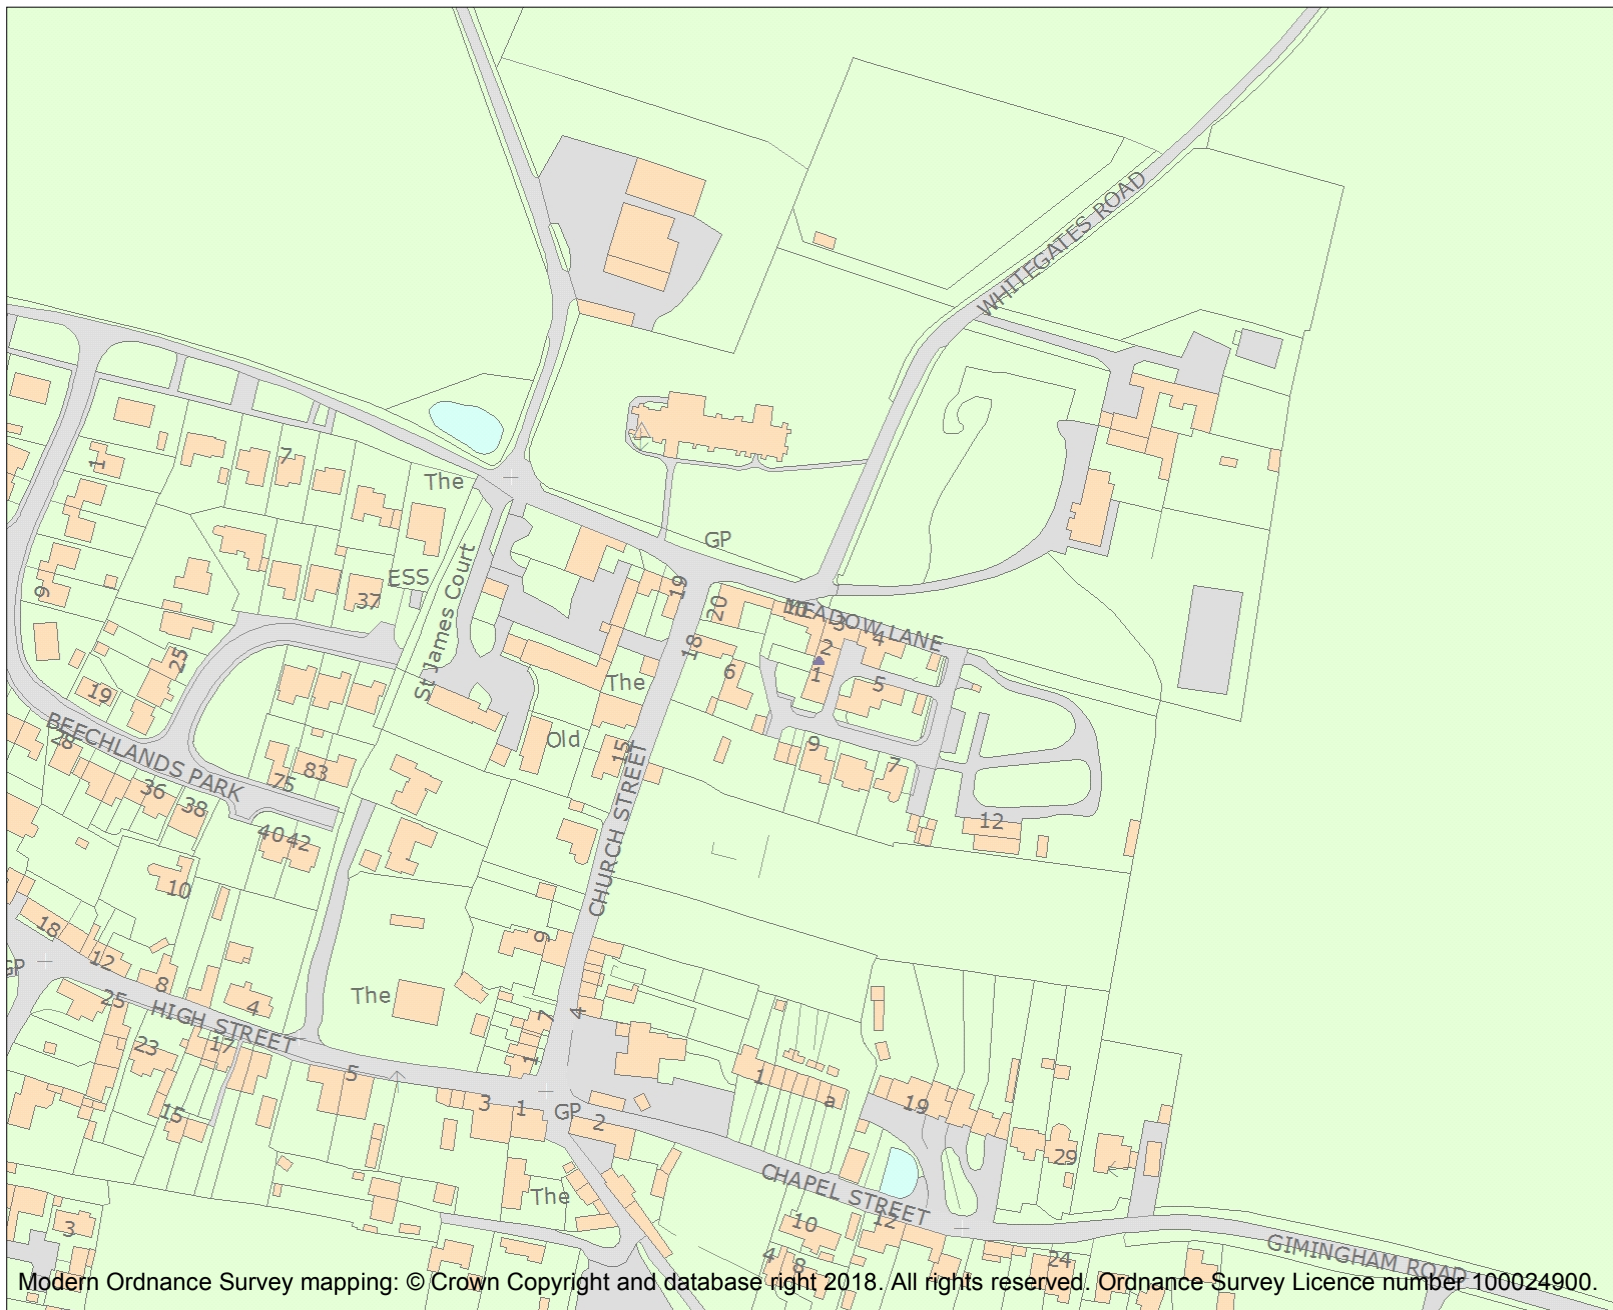 WHITEGATES ROAD
1
7
The
GP
ESS
37
9
St James Court
19
20
MEADOW LANE
10
3
4
2
18
6
1
5
25
The
19
BEECHLANDS PARK
28
Old
15
9
7
83
75
36
38
CHURCH STREET
12
40
42
10
18
9
12
GP
8
The
25
4
HIGH STREET
7
4
23
17
1
5
1
a
19
3
1
GP
2
15
29
CHAPEL STREET
The
10
12
3
4
8
24
GIMINGHAM ROAD
Modern Ordnance Survey mapping: © Crown Copyright and database right 2018. All rights reserved. Ordnance Survey Licence number 100024900.